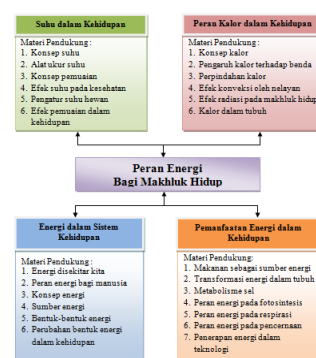 Suhu dalam Kehidupan
Materi Pendukung :
1. Konsep suhu
2. Alat ukur suhu
3. Konsep pemuaian
4. Efek suhu pada kesehatan
5. Pengatur suhu hewan
6. Efek pemuaian dalam
kehidupan
Peran Kalor dalam Kehidupan
Materi Pendukung :
1. Konsep kalor
2. Pengaruh kalor terhadap benda
3. Perpindahan kalor
4. Efek konveksi oleh nelayan
5. Efek radiasi pada makhluk hidup
6. Kalor dalam tubuh
Peran Energi
Bagi Makhluk Hidup
Energi dalam Sistem
Kehidupan
Materi Pendukung:
1. Energi disekitar kita
2. Peran energi bagi manusia
3. Konsep energi
4. Sumber energi
5. Bentuk-bentuk energi
6. Perubahan bentuk energi
dalam kehidupan
Pemanfaatan Energi dalam
Kehidupan
Materi Pendukung:
1. Makanan sebagai sumber energi
2. Transformasi energi dalam tubuh
3. Metabolisme sel
4. Peran energi pada fotosintesis
5. Peran energi pada respirasi
6. Peran energi pada pencernaan
7. Penerapan energi dalam
teknologi